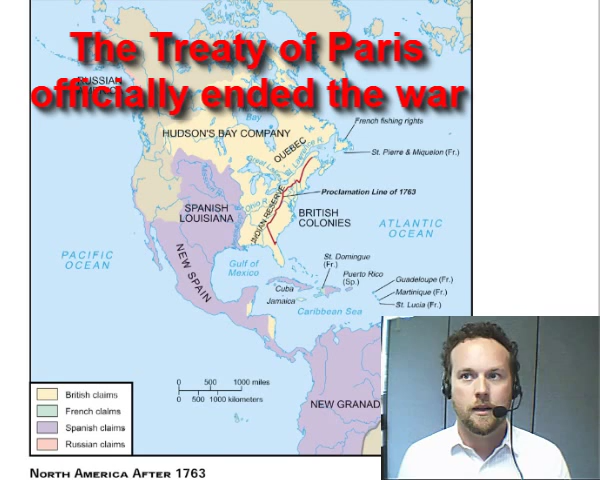 The Treaty of Paris
officially ended the war
RUSSIAN
HUDSON'S BAY COMPANY
Bay
French fishing rights
QUEBEC
St. Pierre & Miquelon (Fr.)
Proclamation Line of 1763
INDIAN RESERVE
Ohio R.
SPANISH
LOUISIANA
BRITISH
COLONIES
ATLANTIC
OCEAN
PACIFIC
OCEAN
NEW SPAIN
Gulf of
Mexico
St. Domingue
(Fr.)
Puerto Rico
(Sp.)
Cuba
Jamaica
Guadeloupe (Fr.)
Martinique (Fr.)
St. Lucia (Fr.)
Caribbean Sea
0 500 1000 miles
0 500 1000 kilometers
NEW GRANAD
British claims
French claims
Spanish claims
Russian claims
NORTH AMERICA AFTER 1763